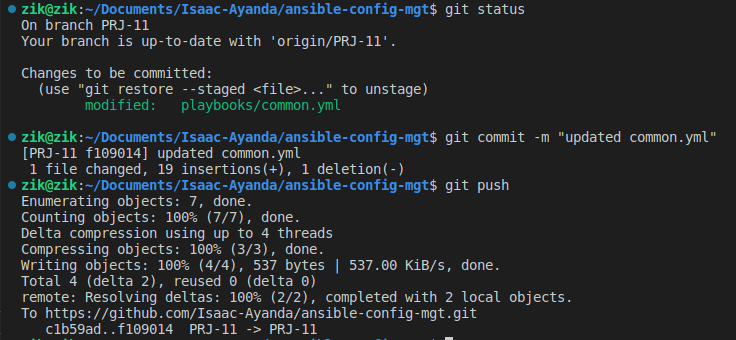 zik@zik:~/Documents/Isaac-Ayanda/ansible-config-mgt$ git status
On branch PRJ-11
Your branch is up-to-date with 'origin/PRJ-11'.
Changes to be committed:
  (use "git restore --staged <file>..." to unstage)
        modified:   playbooks/common.yml
zik@zik:~/Documents/Isaac-Ayanda/ansible-config-mgt$ git commit -m "updated common.yml"
[PRJ-11 f109014] updated common.yml
 1 file changed, 19 insertions(+), 1 deletion(-)
zik@zik:~/Documents/Isaac-Ayanda/ansible-config-mgt$ git push
Enumerating objects: 7, done.
Counting objects: 100% (7/7), done.
Delta compression using up to 4 threads
Compressing objects: 100% (3/3), done.
Writing objects: 100% (4/4), 537 bytes | 537.00 KiB/s, done.
Total 4 (delta 2), reused 0 (delta 0)
remote: Resolving deltas: 100% (2/2), completed with 2 local objects.
To https://github.com/Isaac-Ayanda/ansible-config-mgt.git
   c1b59ad..f109014  PRJ-11 -> PRJ-11